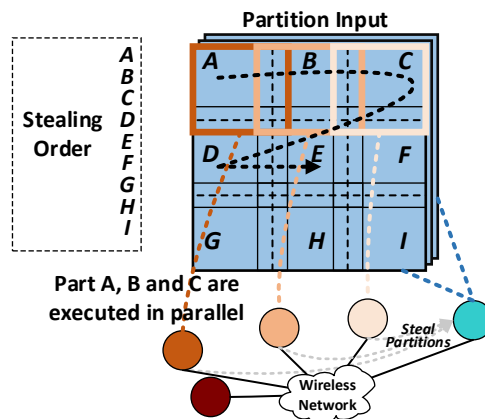 Partition Input
Stealing
Order
A
B
C
D
E
F
G
H
I
A B C
D E F
G H I
Part A, B and C are
executed in parallel
Steal
Partitions
Wireless
Network